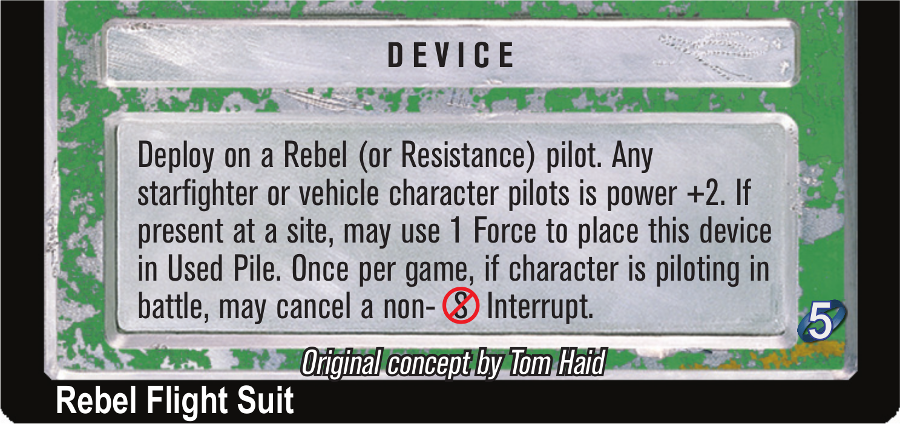 DEVICE
Deploy on a Rebel (or Resistance) pilot. Any
starfighter or vehicle character pilots is power +2. If
present at a site, may use 1 Force to place this device
in Used Pile. Once per game, if character is piloting in
battle, may cancel a non- 8 Interrupt.
5
Original concept by Tom Haid
Rebel Flight Suit